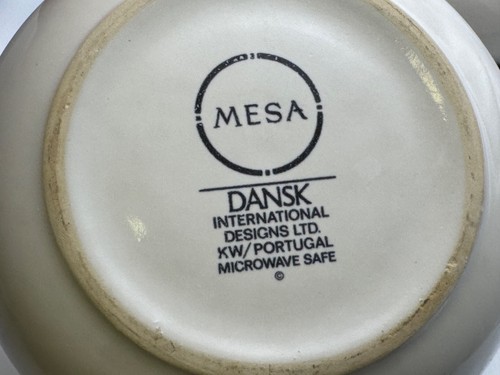 MESA
DANSK
INTERNATIONAL
DESIGNS LTD.
KW/PORTUGAL
MICROWAVE SAFE
©